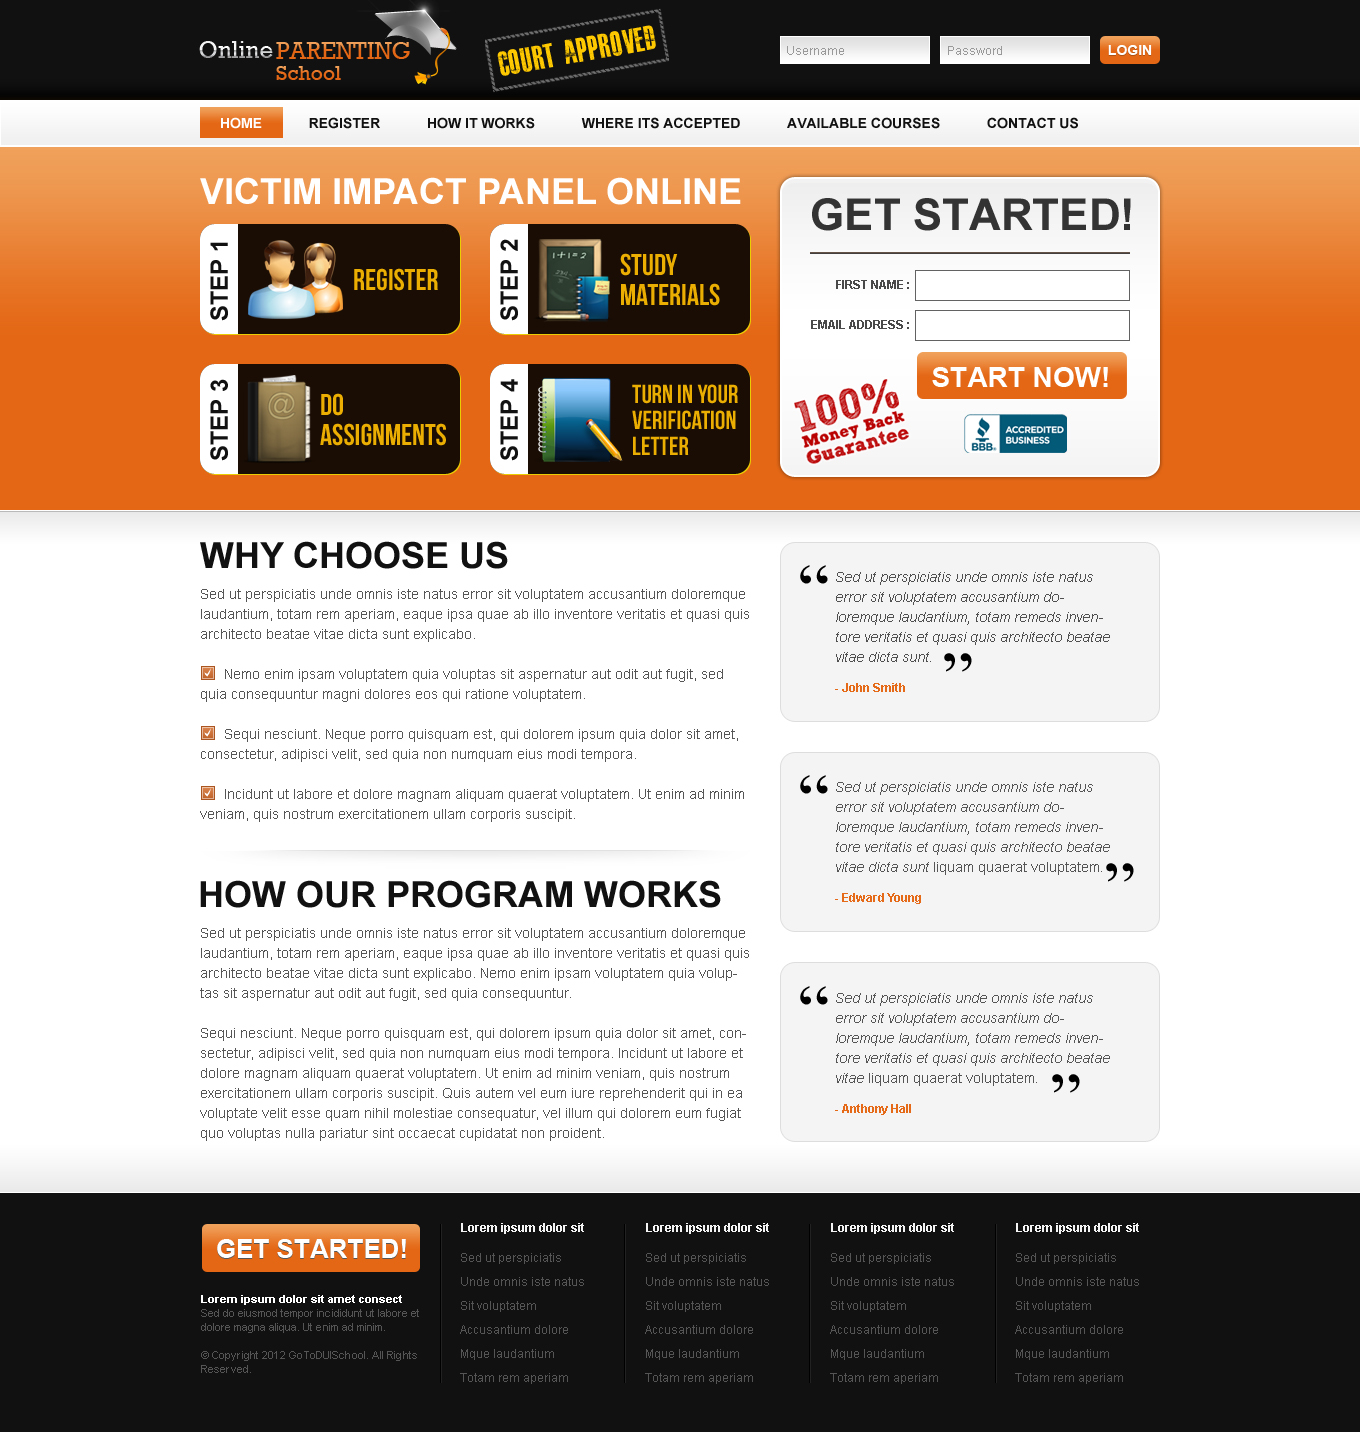 Online PARENTING
School
COURT APPROVED
Username
Password
LOGIN
HOME
REGISTER
HOW IT WORKS
WHERE ITS ACCEPTED
AVAILABLE COURSES
CONTACT US
VICTIM IMPACT PANEL ONLINE
STEP 1
REGISTER
STEP 2
1+1=2
STUDY
MATERIALS
STEP 3
@
DO
ASSIGNMENTS
STEP 4
TURN IN YOUR
VERIFICATION
LETTER
GET STARTED!
FIRST NAME :
EMAIL ADDRESS :
START NOW!
100%
Money Back
Guarantee
BBB.
ACCREDITED
BUSINESS
WHY CHOOSE US
Sed ut perspiciatis unde omnis iste natus error sit voluptatem accusantium doloremque
laudantium, totam rem aperiam, eaque ipsa quae ab illo inventore veritatis et quasi quis
architecto beatae vitae dicta sunt explicabo.
Nemo enim ipsam voluptatem quia voluptas sit aspernatur aut odit aut fugit, sed
quia consequuntur magni dolores eos qui ratione voluptatem.
Sequi nesciunt. Neque porro quisquam est, qui dolorem ipsum quia dolor sit amet,
consectetur, adipisci velit, sed quia non numquam eius modi tempora.
Incidunt ut labore et dolore magnam aliquam quaerat voluptatem. Ut enim ad minim
veniam, quis nostrum exercitationem ullam corporis suscipit.
HOW OUR PROGRAM WORKS
Sed ut perspiciatis unde omnis iste natus error sit voluptatem accusantium doloremque
laudantium, totam rem aperiam, eaque ipsa quae ab illo inventore veritatis et quasi quis
architecto beatae vitae dicta sunt explicabo. Nemo enim ipsam voluptatem quia volup-
tas sit aspernatur aut odit aut fugit, sed quia consequuntur.
Sequi nesciunt. Neque porro quisquam est, qui dolorem ipsum quia dolor sit amet, con-
sectetur, adipisci velit, sed quia non numquam eius modi tempora. Incidunt ut labore et
dolore magnam aliquam quaerat voluptatem. Ut enim ad minim veniam, quis nostrum
exercitationem ullam corporis suscipit. Quis autem vel eum iure reprehenderit qui in ea
voluptate velit esse quam nihil molestiae consequatur, vel illum qui dolorem eum fugiat
quo voluptas nulla pariatur sint occaecat cupidatat non proident.
“ Sed ut perspiciatis unde omnis iste natus
error sit voluptatem accusantium do-
loremque laudantium, totam remeds inven-
tore veritatis et quasi quis architecto beatae
vitae dicta sunt. ”
- John Smith
“ Sed ut perspiciatis unde omnis iste natus
error sit voluptatem accusantium do-
loremque laudantium, totam remeds inven-
tore veritatis et quasi quis architecto beatae
vitae dicta sunt liquam quaerat voluptatem. ”
- Edward Young
“ Sed ut perspiciatis unde omnis iste natus
error sit voluptatem accusantium do-
loremque laudantium, totam remeds inven-
tore veritatis et quasi quis architecto beatae
vitae liquam quaerat voluptatem. ”
- Anthony Hall
GET STARTED!
Lorem ipsum dolor sit amet consect
Sed do eiusmod tempor incididunt ut labore et
dolore magna aliqua. Ut enim ad minim.
© Copyright 2012 GoToDUISchool. All Rights
Reserved.
Lorem ipsum dolor sit
Sed ut perspiciatis
Unde omnis iste natus
Sit voluptatem
Accusantium dolore
Mque laudantium
Totam rem aperiam
Lorem ipsum dolor sit
Sed ut perspiciatis
Unde omnis iste natus
Sit voluptatem
Accusantium dolore
Mque laudantium
Totam rem aperiam
Lorem ipsum dolor sit
Sed ut perspiciatis
Unde omnis iste natus
Sit voluptatem
Accusantium dolore
Mque laudantium
Totam rem aperiam
Lorem ipsum dolor sit
Sed ut perspiciatis
Unde omnis iste natus
Sit voluptatem
Accusantium dolore
Mque laudantium
Totam rem aperiam